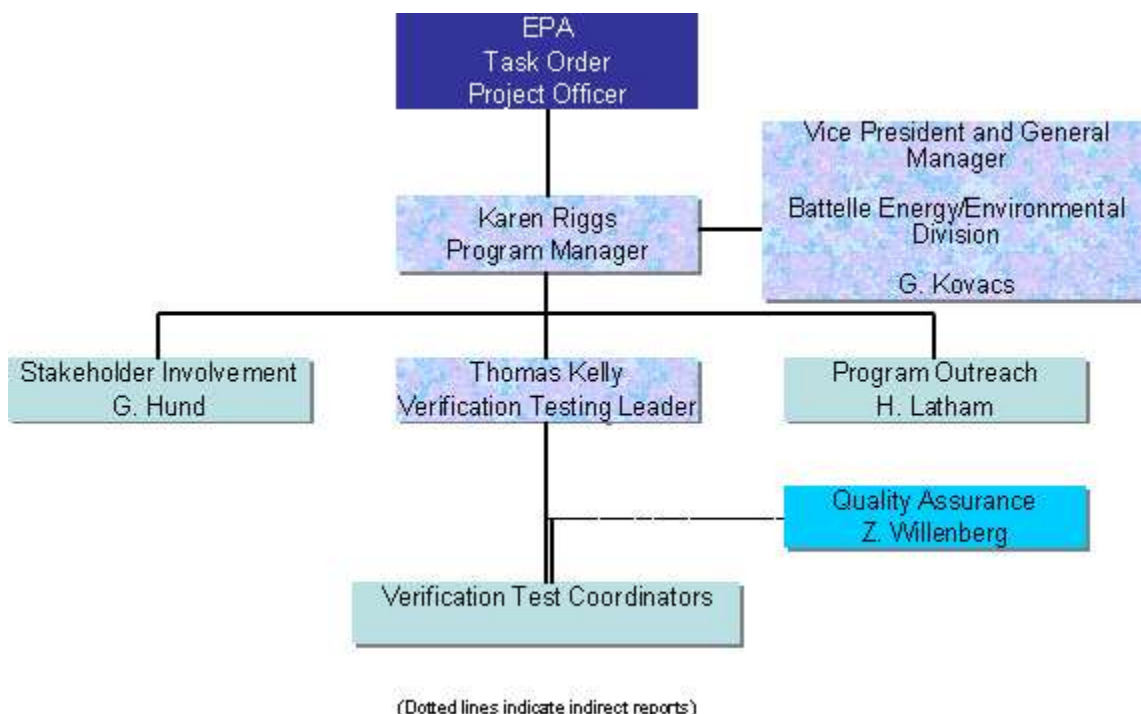 EPA
Task Order
Project Officer
Vice President and General
Manager
Battelle Energy/Environmental
Division
G. Kovacs
Karen Riggs
Program Manager
Stakeholder Involvement
G. Hund
Thomas Kelly
Verification Testing Leader
Program Outreach
H. Latham
Quality Assurance
Z. Willenberg
Verification Test Coordinators
(Dotted lines indicate indirect reports)